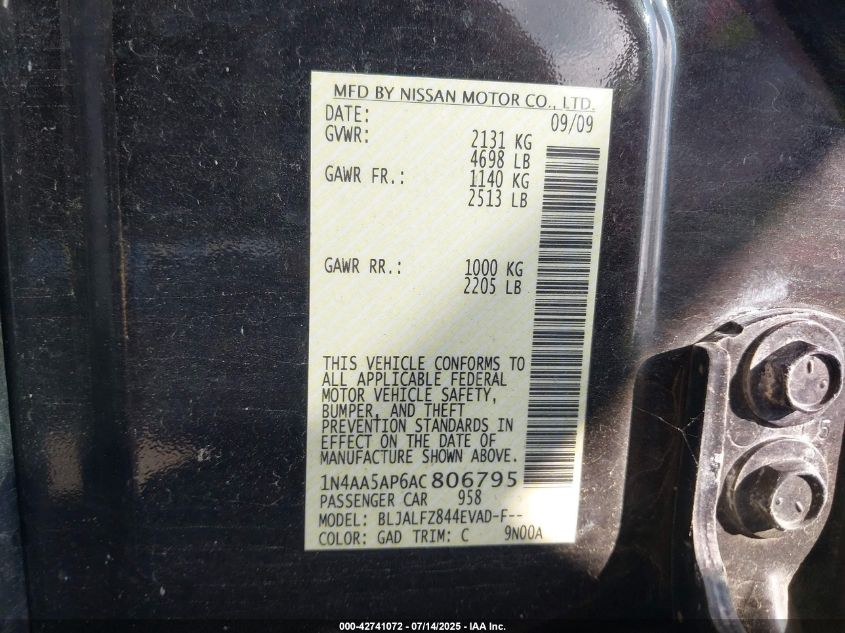 MFD BY NISSAN MOTOR CO., LTD.
DATE: 09/09
GVWR: 2131 KG
4698 LB
GAWR FR.: 1140 KG
2513 LB
GAWR RR.: 1000 KG
2205 LB
THIS VEHICLE CONFORMS TO
ALL APPLICABLE FEDERAL
MOTOR VEHICLE SAFETY,
BUMPER, AND THEFT
PREVENTION STANDARDS IN
EFFECT ON THE DATE OF
MANUFACTURE SHOWN ABOVE.
1N4AA5AP6AC806795
PASSENGER CAR 958
MODEL: BLJALFZ844EVAD-F--
COLOR: GAD TRIM: C 9N00A
000-42741072 - 07/14/2025 - IAA Inc.